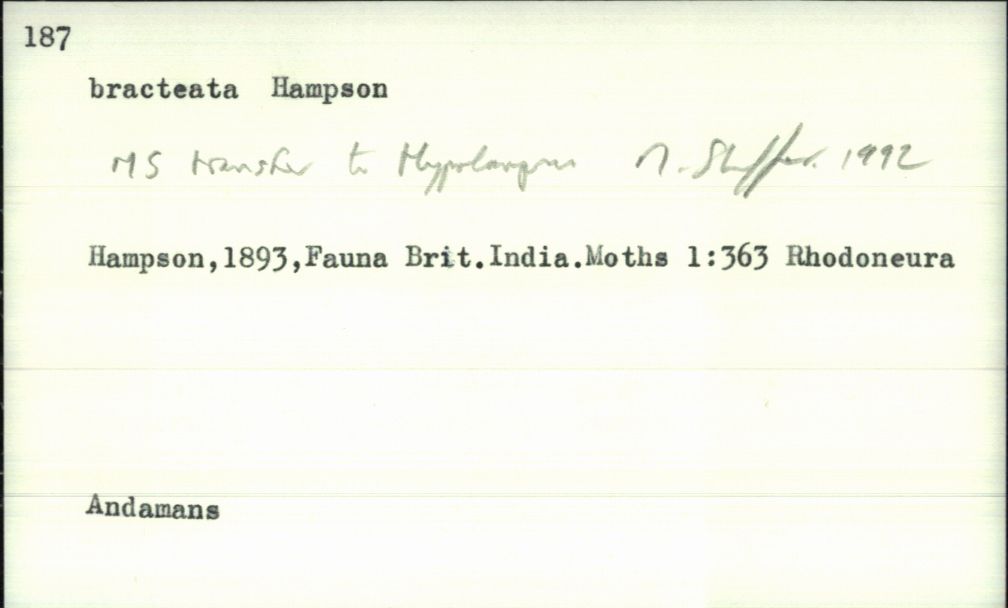 187
bracteata Hampson
MS transfer to Hypolamprus M. Shaffer. 1992
Hampson,1893,Fauna Brit.India.Moths 1:363 Rhodoneura
Andamans